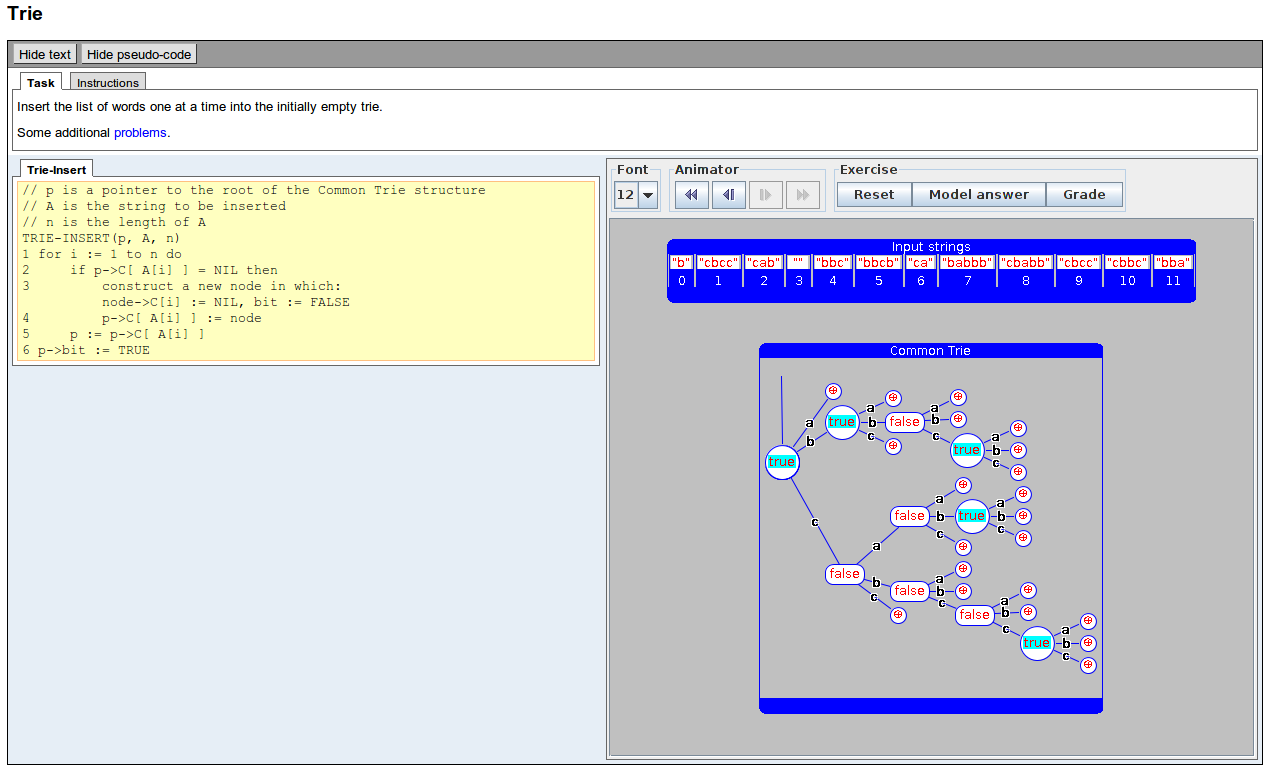 Trie
Hide text Hide pseudo-code
Task Instructions
Insert the list of words one at a time into the initially empty trie.
Some additional problems.
Trie-Insert
// p is a pointer to the root of the Common Trie structure
// A is the string to be inserted
// n is the length of A
TRIE-INSERT(p, A, n)
1 for i := 1 to n do
2 if p->C[ A[i] ] = NIL then
3 construct a new node in which:
node->C[i] := NIL, bit := FALSE
4 p->C[ A[i] ] := node
5 p := p->C[ A[i] ]
6 p->bit := TRUE
Font Animator Exercise
12 Reset Model answer Grade
Input strings
"b" "cbcc" "cab" "" "bbc" "bbcb" "ca" "babbb" "cbabb" "cbcc" "cbbc" "bba"
0 1 2 3 4 5 6 7 8 9 10 11
Common Trie
a a
a b true b false b
b c c true a
b
c
true
a
c false b true b
c c
a
false b a
c false b
c false a
b
c true a
b
c